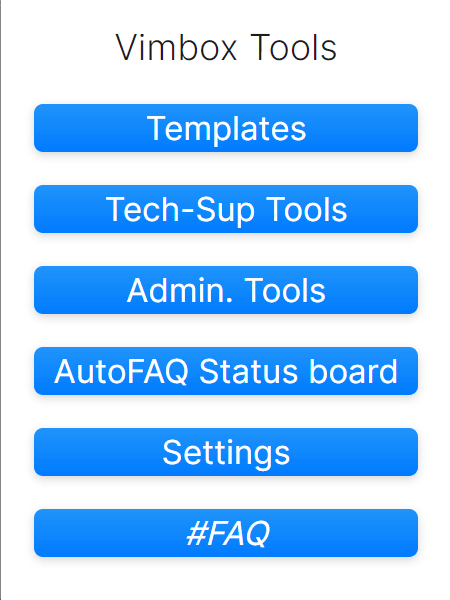 Vimbox Tools
Templates
Tech-Sup Tools
Admin. Tools
AutoFAQ Status board
Settings
#FAQ